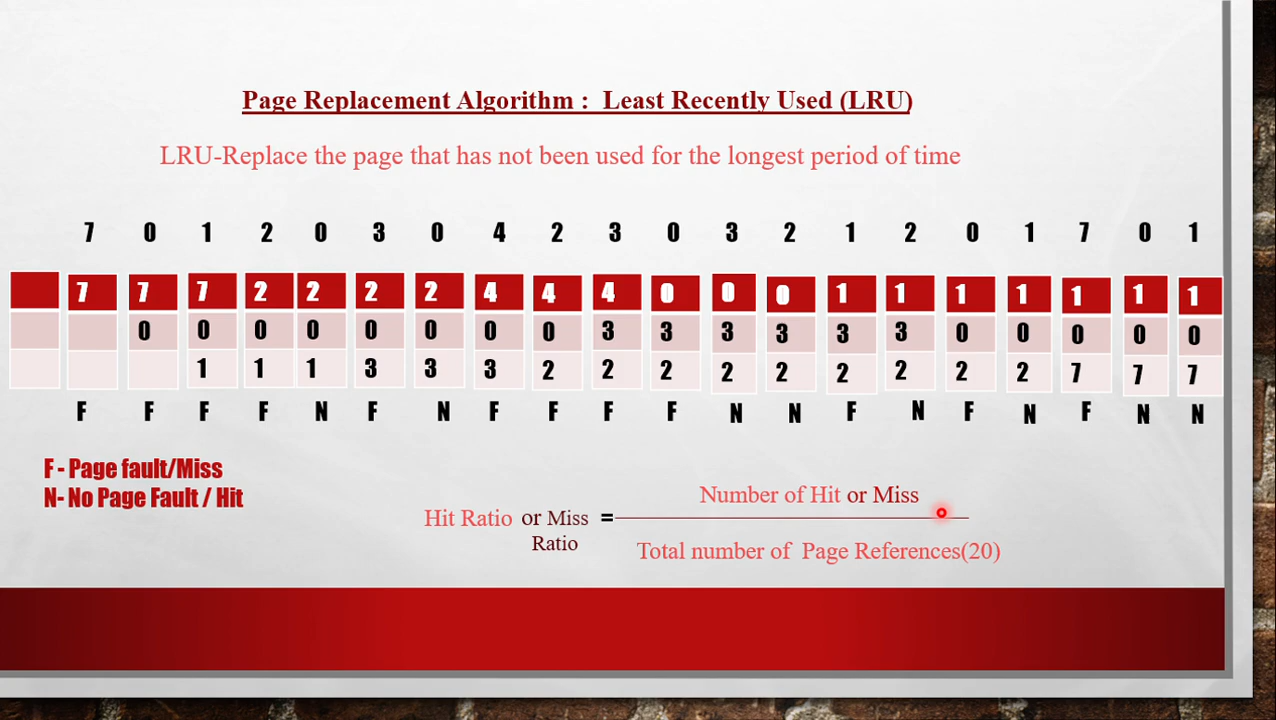 Page Replacement Algorithm : Least Recently Used (LRU)
LRU-Replace the page that has not been used for the longest period of time
7 0 1 2 0 3 0 4 2 3 0 3 2 1 2 0 1 7 0 1
7 7 7 2 2 2 2 4 4 4 0 0 0 1 1 1 1 1 1 1
0 0 0 0 0 0 0 0 3 3 3 3 3 3 0 0 0 0 0
1 1 1 3 3 3 2 2 2 2 2 2 2 2 2 7 7 7
F F F F N F N F F F F N N F N F N F N N
F - Page fault/Miss
N- No Page Fault / Hit
Number of Hit or Miss
Hit Ratio or Miss =
Ratio
Total number of Page References(20)